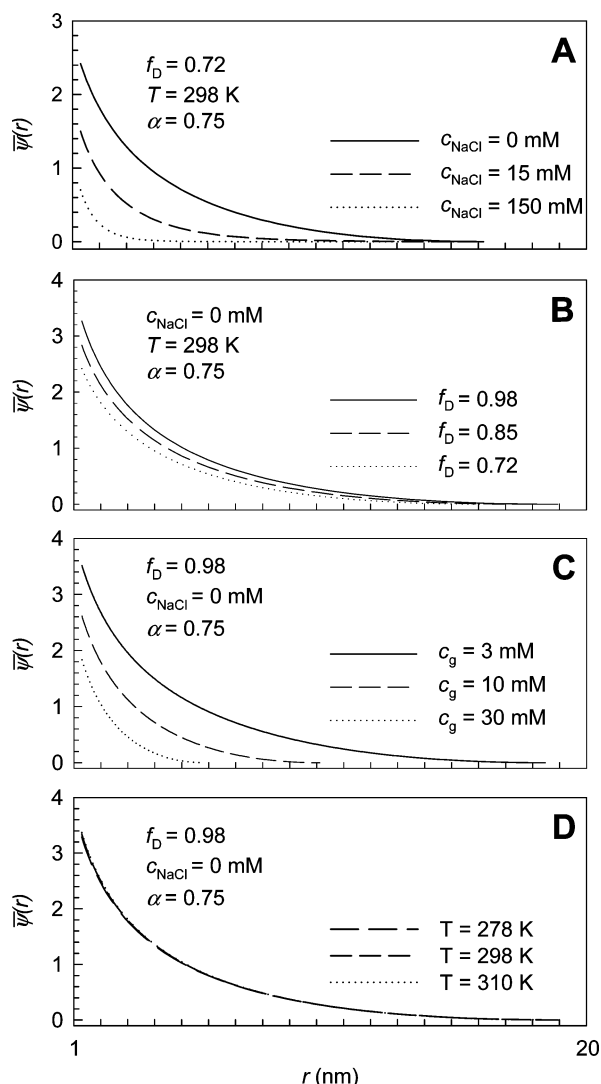 A
3
2
1
0
ψ̅(r)
f_D = 0.72
T = 298 K
α = 0.75
c_NaCl = 0 mM
c_NaCl = 15 mM
c_NaCl = 150 mM
B
4
3
2
1
0
ψ̅(r)
c_NaCl = 0 mM
T = 298 K
α = 0.75
f_D = 0.98
f_D = 0.85
f_D = 0.72
C
4
3
2
1
0
ψ̅(r)
f_D = 0.98
c_NaCl = 0 mM
α = 0.75
c_g = 3 mM
c_g = 10 mM
c_g = 30 mM
D
4
3
2
1
0
ψ̅(r)
f_D = 0.98
c_NaCl = 0 mM
α = 0.75
T = 278 K
T = 298 K
T = 310 K
1
20
r (nm)